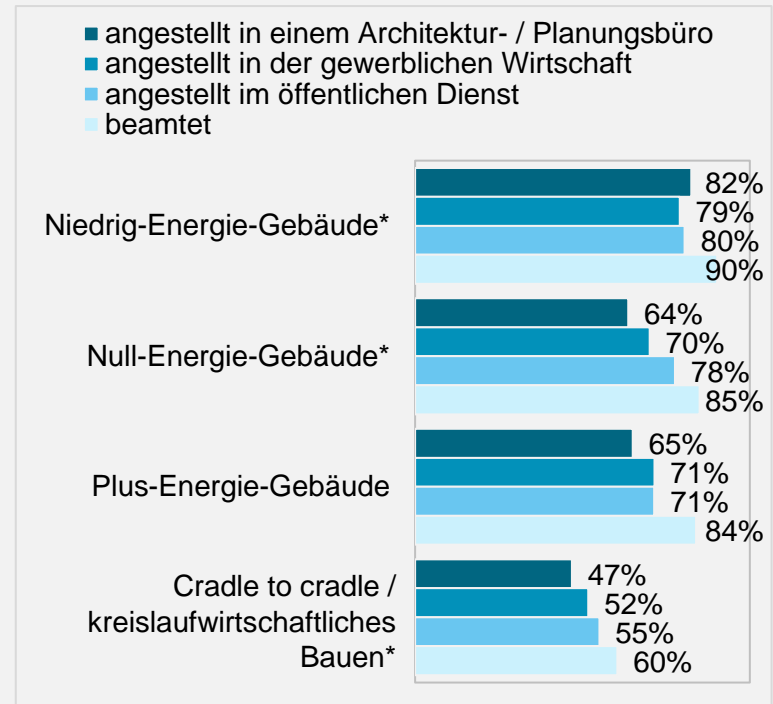 angestellt in einem Architektur- / Planungsbüro
angestellt in der gewerblichen Wirtschaft
angestellt im öffentlichen Dienst
beamtet
Niedrig-Energie-Gebäude*
82%
79%
80%
90%
Null-Energie-Gebäude*
64%
70%
78%
85%
Plus-Energie-Gebäude
65%
71%
71%
84%
Cradle to cradle /
kreislaufwirtschaftliches
Bauen*
47%
52%
55%
60%